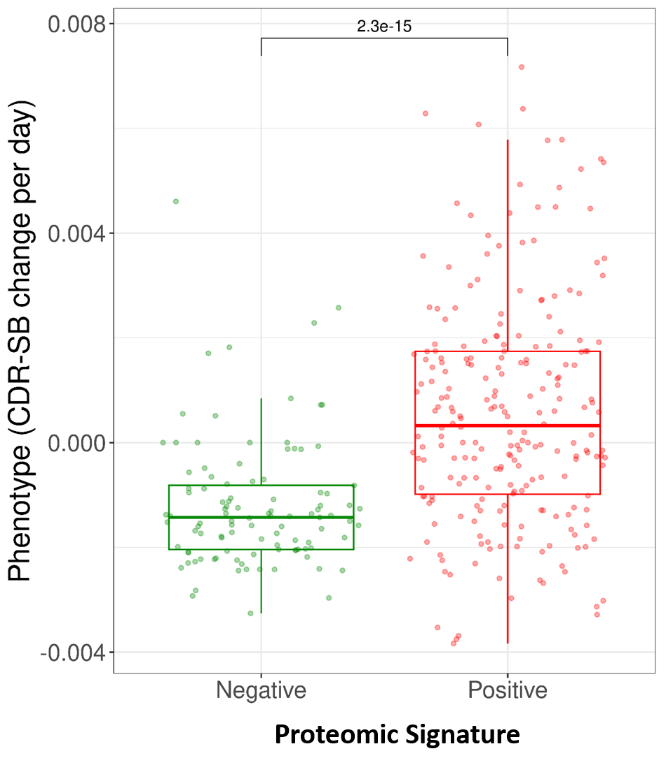 0.008
2.3e-15
0.004
0.000
-0.004
Phenotype (CDR-SB change per day)
Negative
Positive
Proteomic Signature